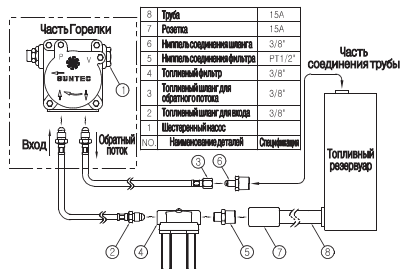 Часть Горелки
P
V
SUNTEC
1
Вход
Обратный
поток
8 Труба 15A
7 Розетка 15A
6 Ниппель соединения шланга 3/8"
5 Ниппель соединения фильтра PT1/2"
4 Топливный фильтр 3/8"
3 Топливный шланг для
обратного потока 3/8"
2 Топливный шланг для входа 3/8"
1 Шестеренный насос
NO. Наименование деталей Спецификация
Часть
соединения трубы
Топливный
резервуар
3
6
2
4
5
7
8